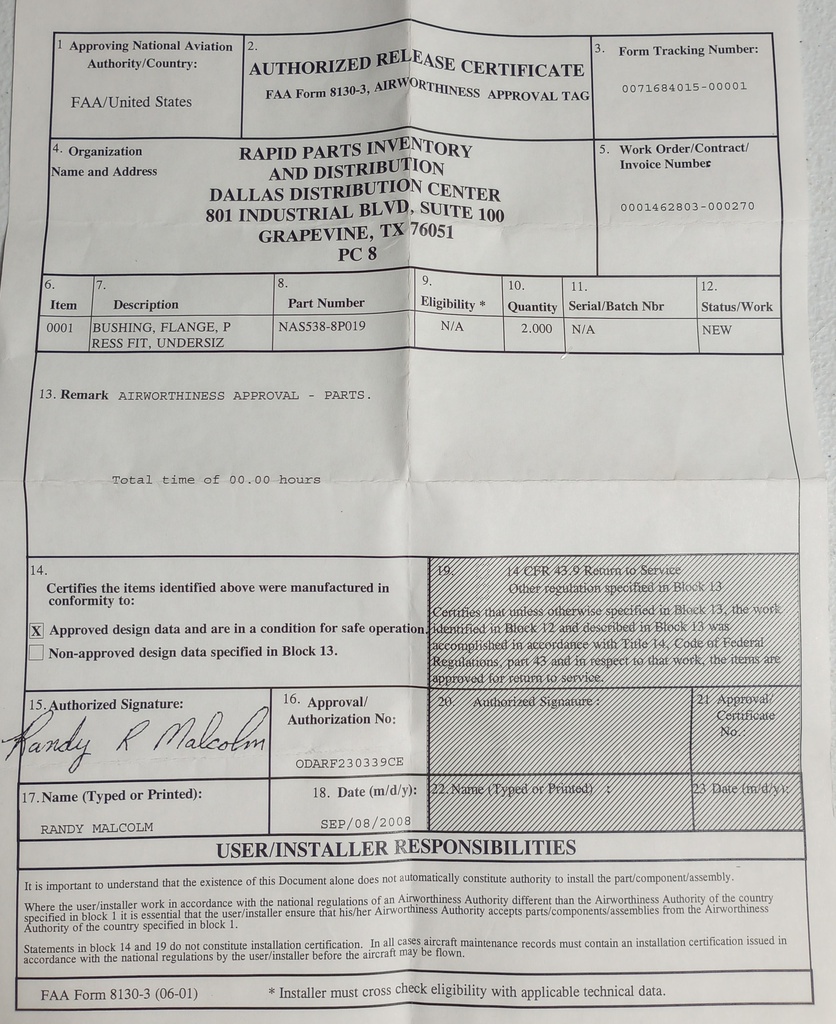 1 Approving National Aviation
Authority/Country:
FAA/United States
2.
AUTHORIZED RELEASE CERTIFICATE
FAA Form 8130-3, AIRWORTHINESS APPROVAL TAG
3. Form Tracking Number:
0071684015-00001
4. Organization
Name and Address
RAPID PARTS INVENTORY
AND DISTRIBUTION
DALLAS DISTRIBUTION CENTER
801 INDUSTRIAL BLVD, SUITE 100
GRAPEVINE, TX 76051
PC 8
5. Work Order/Contract/
Invoice Number
0001462803-000270
6. 7. 8. 9. 10. 11. 12.
Item Description Part Number Eligibility * Quantity Serial/Batch Nbr Status/Work
0001 BUSHING, FLANGE, P NAS538-8P019 N/A 2.000 N/A NEW
RESS FIT, UNDERSIZ
13. Remark AIRWORTHINESS APPROVAL - PARTS.
Total time of 00.00 hours
14.
Certifies the items identified above were manufactured in
conformity to:
X Approved design data and are in a condition for safe operation.
Non-approved design data specified in Block 13.
19. 14 CFR 43.9 Return to Service
Other regulation specified in Block 13
Certifies that unless otherwise specified in Block 13, the work
identified in Block 12 and described in Block 13 was
accomplished in accordance with Title 14, Code of Federal
Regulations, part 43 and in respect to that work, the items are
approved for return to service.
15. Authorized Signature:
Randy R Malcolm
16. Approval/
Authorization No:
ODARF230339CE
20. Authorized Signature :
21 Approval/
Certificate
No.
17. Name (Typed or Printed):
RANDY MALCOLM
18. Date (m/d/y):
SEP/08/2008
22. Name (Typed or Printed) :
23 Date (m/d/y):
USER/INSTALLER RESPONSIBILITIES
It is important to understand that the existence of this Document alone does not automatically constitute authority to install the part/component/assembly.
Where the user/installer work in accordance with the national regulations of an Airworthiness Authority different than the Airworthiness Authority of the country
specified in block 1 it is essential that the user/installer ensure that his/her Airworthiness Authority accepts parts/components/assemblies from the Airworthiness
Authority of the country specified in block 1.
Statements in block 14 and 19 do not constitute installation certification. In all cases aircraft maintenance records must contain an installation certification issued in
accordance with the national regulations by the user/installer before the aircraft may be flown.
FAA Form 8130-3 (06-01) * Installer must cross check eligibility with applicable technical data.